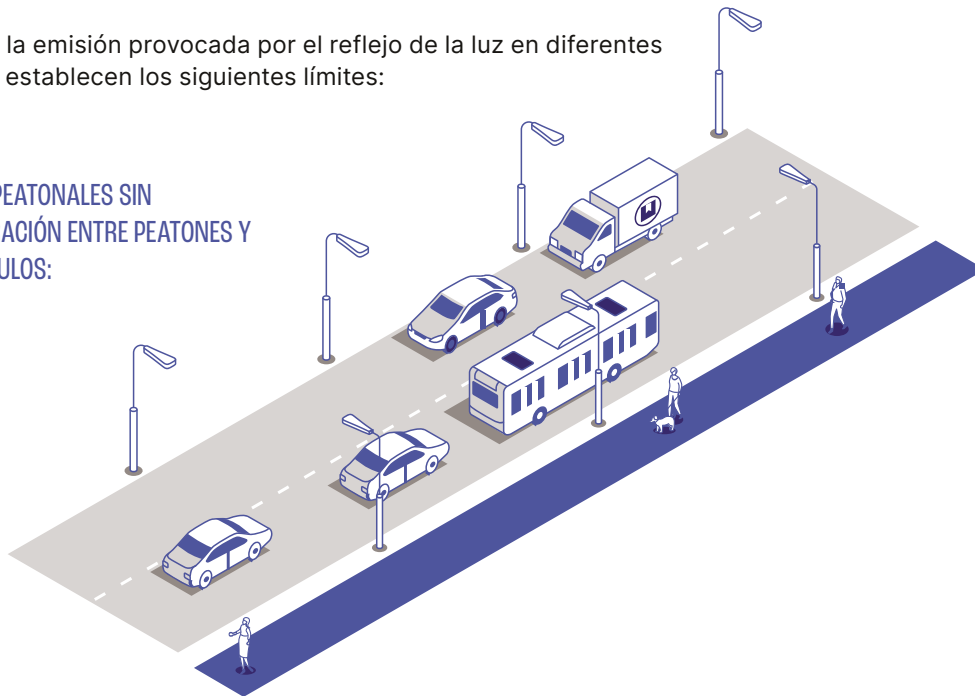 la emisión provocada por el reflejo de la luz en diferentes
establecen los siguientes límites:
PEATONALES SIN
ACIÓN ENTRE PEATONES Y
ULOS: